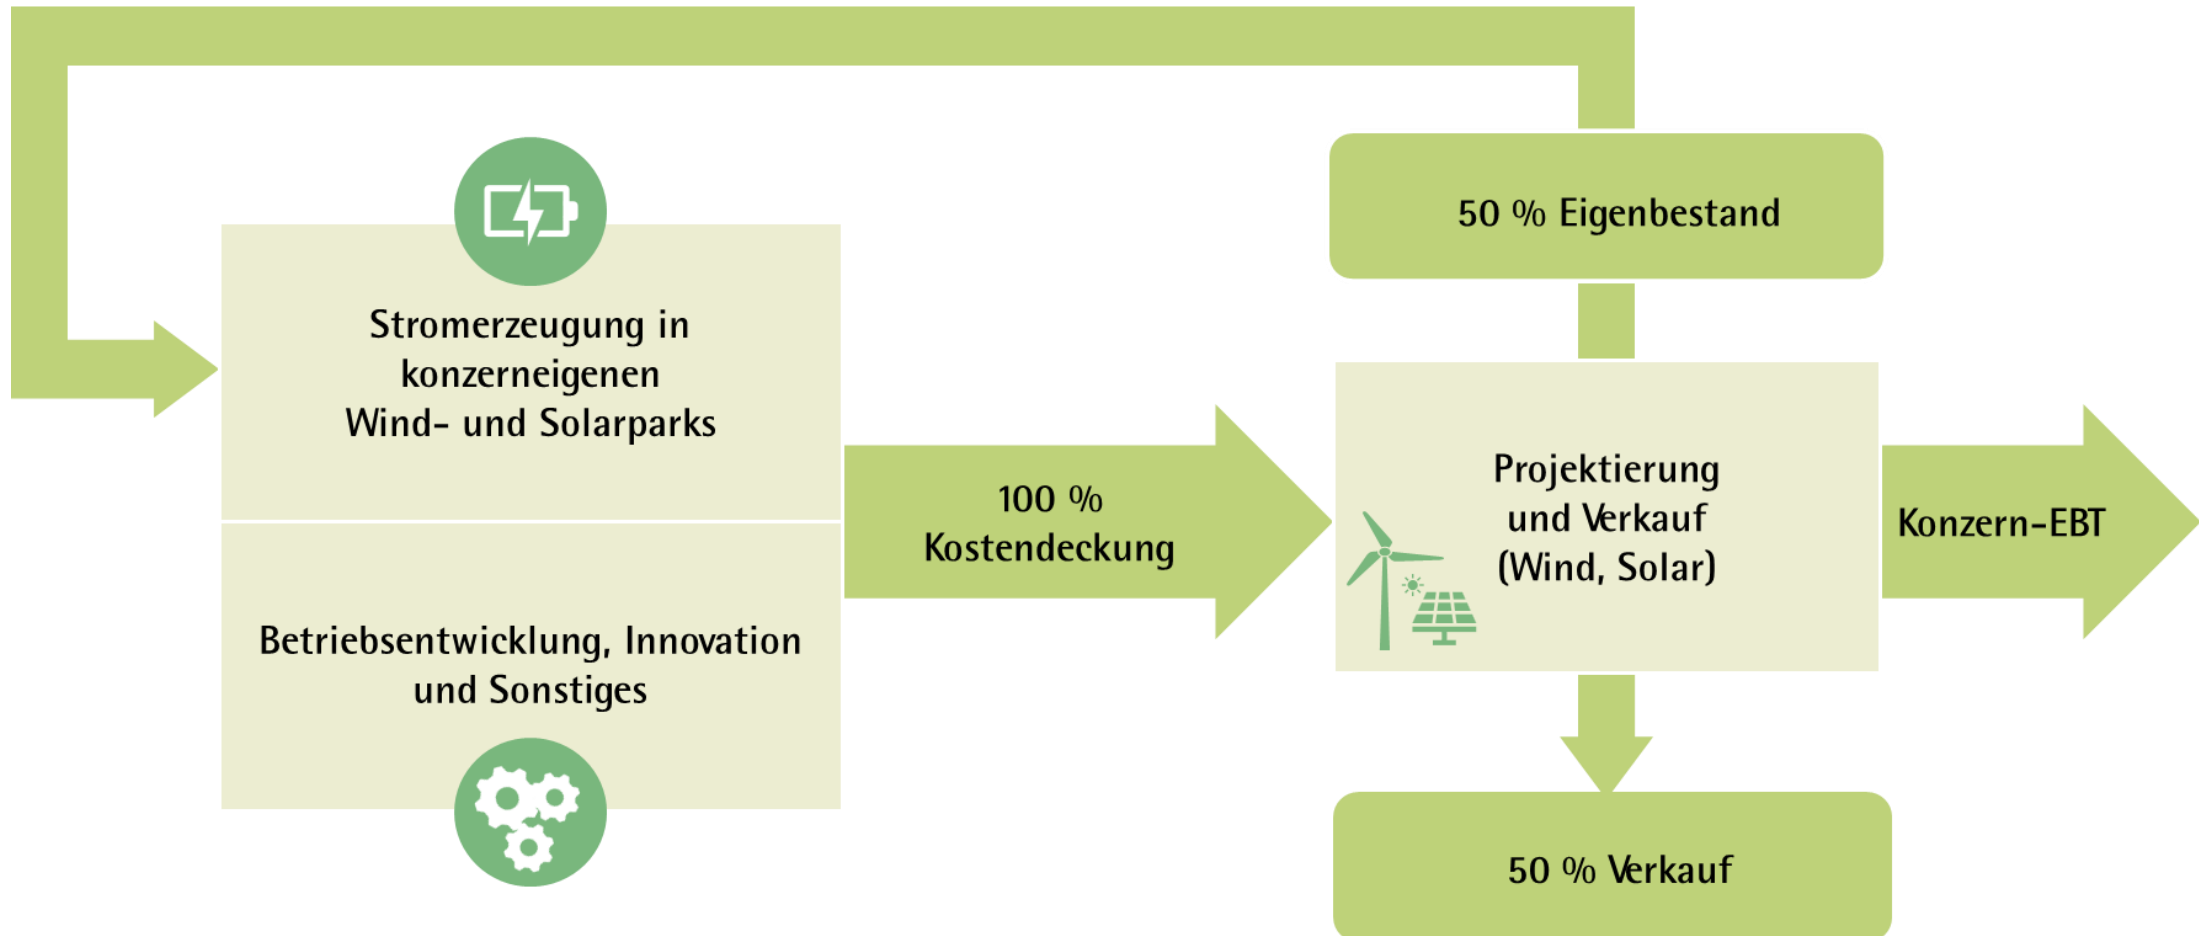 50 % Eigenbestand
Stromerzeugung in
konzerneigenen
Wind- und Solarparks
Betriebsentwicklung, Innovation
und Sonstiges
100 %
Kostendeckung
Projektierung
und Verkauf
(Wind, Solar)
Konzern-EBT
50 % Verkauf